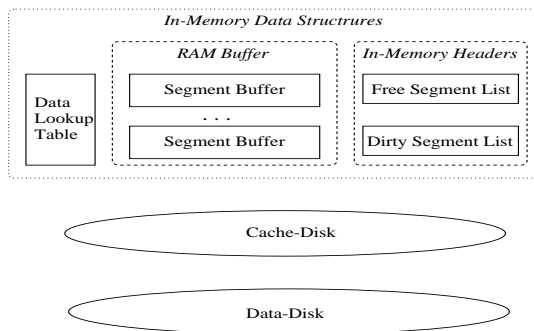 In-Memory Data Structrures
RAM Buffer
In-Memory Headers
Data
Lookup
Table
Segment Buffer
. . .
Segment Buffer
Free Segment List
Dirty Segment List
Cache-Disk
Data-Disk